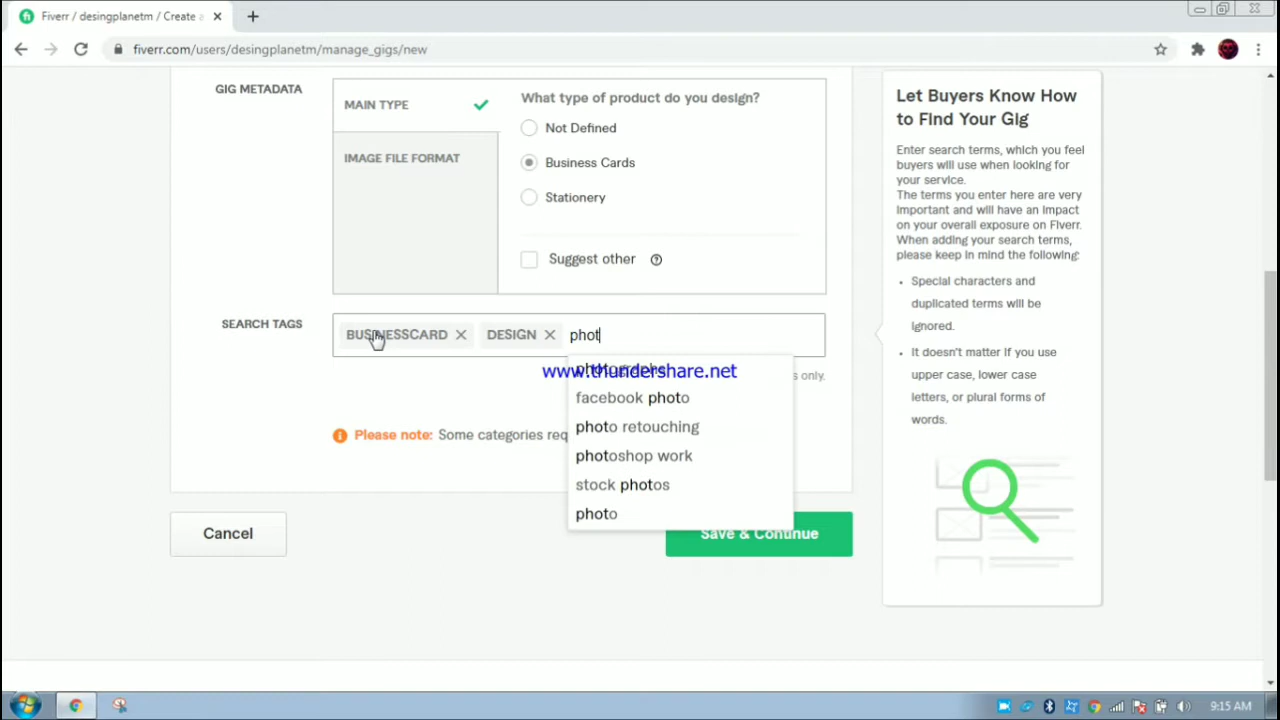 Fiverr / desingplanetm / Create
fiverr.com/users/desingplanetm/manage_gigs/new
GIG METADATA
MAIN TYPE
IMAGE FILE FORMAT
What type of product do you design?
Not Defined
Business Cards
Stationery
Suggest other
SEARCH TAGS
BUSINESSCARD
DESIGN
phot
www.thundershare.net
s only.
facebook photo
photo retouching
photoshop work
stock photos
photo
Please note: Some categories req
Cancel
Save & Continue
Let Buyers Know How
to Find Your Gig
Enter search terms, which you feel
buyers will use when looking for
your service.
The terms you enter here are very
important and will have an impact
on your overall exposure on Fiverr.
When adding your search terms,
please keep in mind the following:
• Special characters and
duplicated terms will be
ignored.
• It doesn't matter if you use
upper case, lower case
letters, or plural forms of
words.
9:15 AM